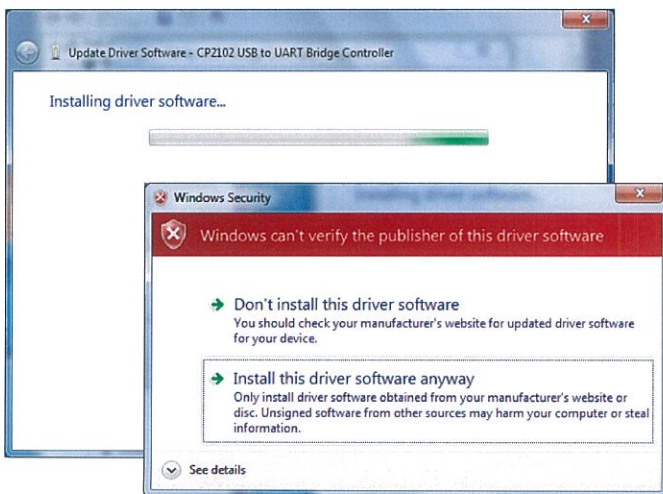 Update Driver Software - CP2102 USB to UART Bridge Controller
Installing driver software...
Windows Security
Windows can't verify the publisher of this driver software
Don't install this driver software
You should check your manufacturer's website for updated driver software
for your device.
Install this driver software anyway
Only install driver software obtained from your manufacturer's website or
disc. Unsigned software from other sources may harm your computer or steal
information.
See details